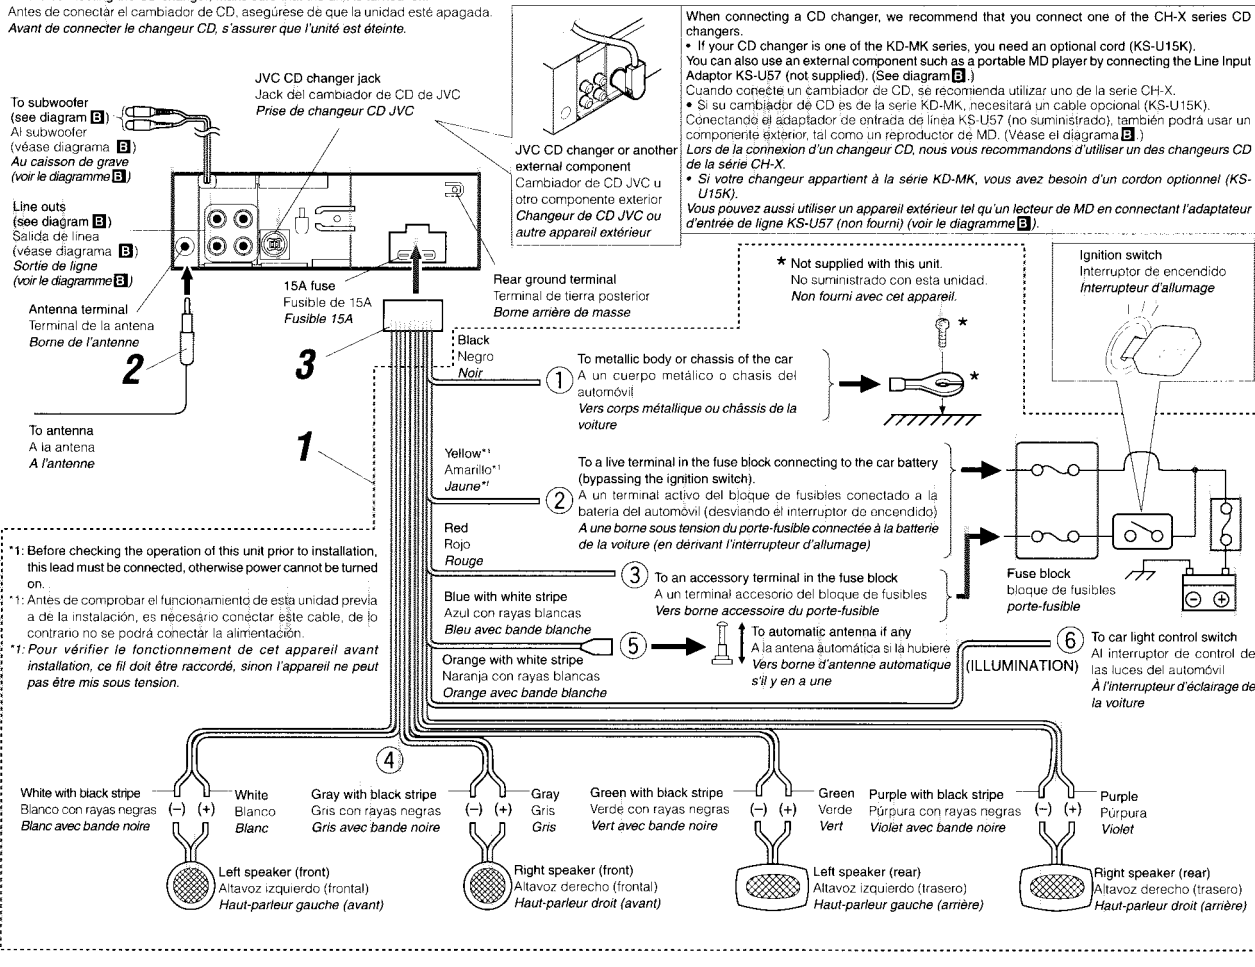 Antes de conectar el cambiador de CD, asegúrese de que la unidad esté apagada.
Avant de connecter le changeur CD, s'assurer que l'unité est éteinte.
JVC CD changer jack
Jack del cambiador de CD de JVC
Prise de changeur CD JVC
To subwoofer
(see diagram B)
Al subwoofer
(véase diagrama B)
Au caisson de grave
(voir le diagramme B)
Line outs
(see diagram B)
Salida de línea
(véase diagrama B)
Sortie de ligne
(voir le diagramme B)
Antenna terminal
Terminal de la antena
Borne de l'antenne
2
To antenna
A la antena
A l'antenne
15A fuse
Fusible de 15A
Fusible 15A
3
Rear ground terminal
Terminal de tierra posterior
Borne arrière de masse
JVC CD changer or another
external component
Cambiador de CD JVC u
otro componente exterior
Changeur de CD JVC ou
autre appareil extérieur
When connecting a CD changer, we recommend that you connect one of the CH-X series CD
changers.
• If your CD changer is one of the KD-MK series, you need an optional cord (KS-U15K).
You can also use an external component such as a portable MD player by connecting the Line Input
Adaptor KS-U57 (not supplied). (See diagram B.)
Cuando conecte un cambiador de CD, se recomienda utilizar uno de la serie CH-X.
• Si su cambiador de CD es de la serie KD-MK, necesitará un cable opcional (KS-U15K).
Conectando el adaptador de entrada de línea KS-U57 (no suministrado), también podrá usar un
componente exterior, tal como un reproductor de MD. (Véase el diagrama B.)
Lors de la connexion d'un changeur CD, nous vous recommandons d'utiliser un des changeurs CD
de la série CH-X.
• Si votre changeur appartient à la série KD-MK, vous avez besoin d'un cordon optionnel (KS-
U15K).
Vous pouvez aussi utiliser un appareil extérieur tel qu'un lecteur de MD en connectant l'adaptateur
d'entrée de ligne KS-U57 (non fourni) (voir le diagramme B).
* Not supplied with this unit.
No suministrado con esta unidad.
Non fourni avec cet appareil.
Ignition switch
Interruptor de encendido
Interrupteur d'allumage
*
*
1
Black
Negro
Noir
① To metallic body or chassis of the car
A un cuerpo metálico o chasis del
automóvil
Vers corps métallique ou châssis de la
voiture
Yellow*1
Amarillo*1
Jaune*1
② To a live terminal in the fuse block connecting to the car battery
(bypassing the ignition switch).
A un terminal activo del bloque de fusibles conectado a la
batería del automóvil (desviando el interruptor de encendido)
A une borne sous tension du porte-fusible connectée à la batterie
de la voiture (en dérivant l'interrupteur d'allumage)
Red
Rojo
Rouge
③ To an accessory terminal in the fuse block
A un terminal accesorio del bloque de fusibles
Vers borne accessoire du porte-fusible
Fuse block
bloque de fusibles
porte-fusible
*1: Before checking the operation of this unit prior to installation,
this lead must be connected, otherwise power cannot be turned
on.
*1: Antes de comprobar el funcionamiento de esta unidad previa
a de la instalación, es necesario conectar este cable, de lo
contrario no se podrá conectar la alimentación.
*1: Pour vérifier le fonctionnement de cet appareil avant
installation, ce fil doit être raccordé, sinon l'appareil ne peut
pas être mis sous tension.
Blue with white stripe
Azul con rayas blancas
Bleu avec bande blanche
⑤ To automatic antenna if any
A la antena automática si la hubiere
Vers borne d'antenne automatique
s'il y en a une
Orange with white stripe
Naranja con rayas blancas
Orange avec bande blanche
(ILLUMINATION)
⑥ To car light control switch
Al interruptor de control de
las luces del automóvil
À l'interrupteur d'éclairage de
la voiture
④
White with black stripe
Blanco con rayas negras
Blanc avec bande noire
(−) (+)
White
Blanco
Blanc
Gray with black stripe
Gris con rayas negras
Gris avec bande noire
(−) (+)
Gray
Gris
Gris
Green with black stripe
Verde con rayas negras
Vert avec bande noire
(−) (+)
Green
Verde
Vert
Purple with black stripe
Púrpura con rayas negras
Violet avec bande noire
(−) (+)
Purple
Púrpura
Violet
Left speaker (front)
Altavoz izquierdo (frontal)
Haut-parleur gauche (avant)
Right speaker (front)
Altavoz derecho (frontal)
Haut-parleur droit (avant)
Left speaker (rear)
Altavoz izquierdo (trasero)
Haut-parleur gauche (arrière)
Right speaker (rear)
Altavoz derecho (trasero)
Haut-parleur droit (arrière)